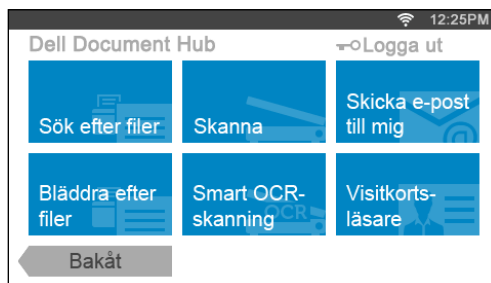 12:25PM
Dell Document Hub
Logga ut
Sök efter filer
Skanna
Skicka e-post
till mig
Bläddra efter
filer
Smart OCR-
skanning
OCR
Visitkorts-
läsare
Bakåt